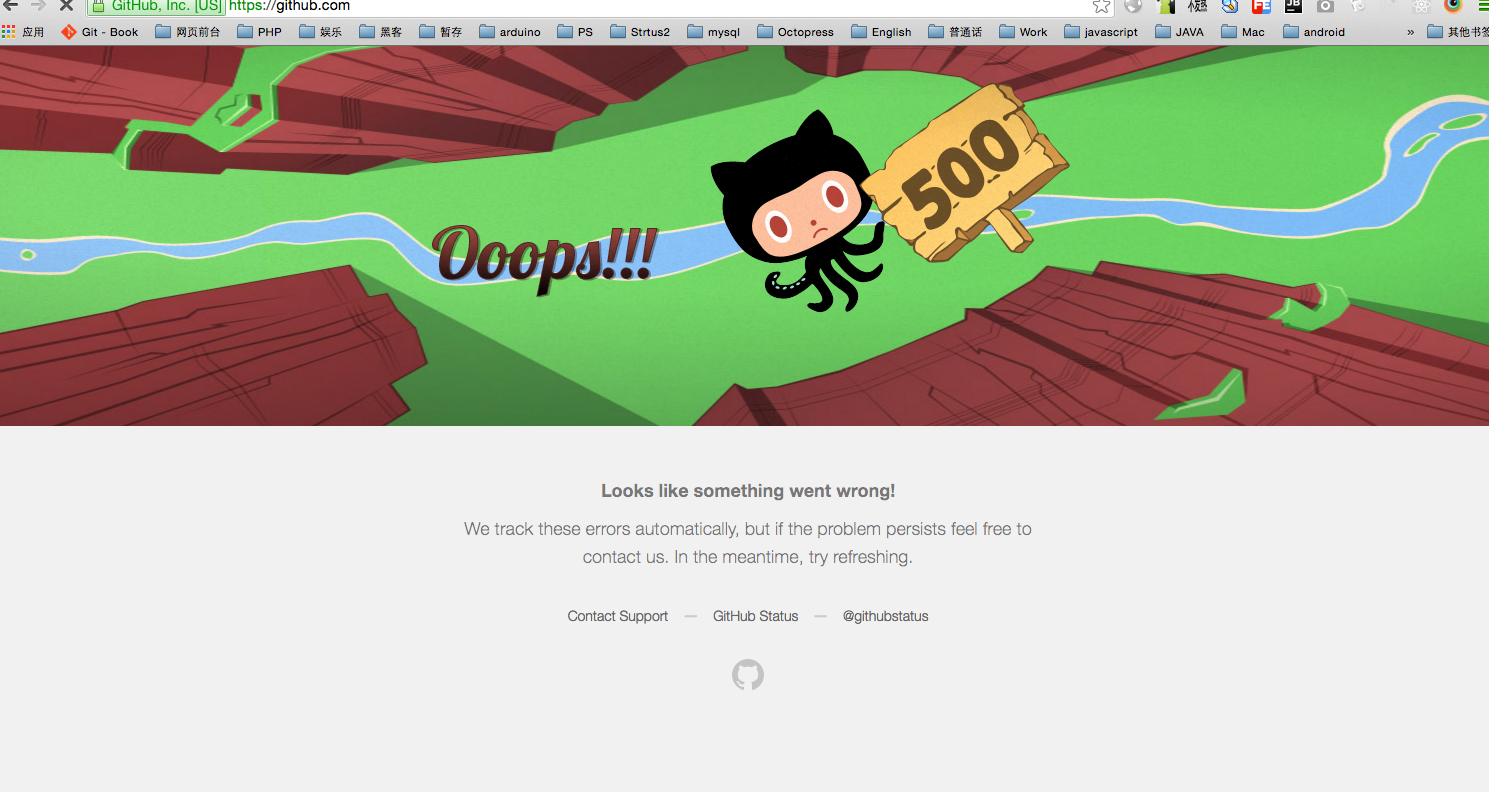 GitHub, Inc. [US] https://github.com
应用 Git - Book 网页前台 PHP 娱乐 黑客 暂存 arduino PS Strtus2 mysql Octopress English 普通话 Work javascript JAVA Mac android » 其他书签
Ooops!!!
500
Looks like something went wrong!
We track these errors automatically, but if the problem persists feel free to
contact us. In the meantime, try refreshing.
Contact Support — GitHub Status — @githubstatus